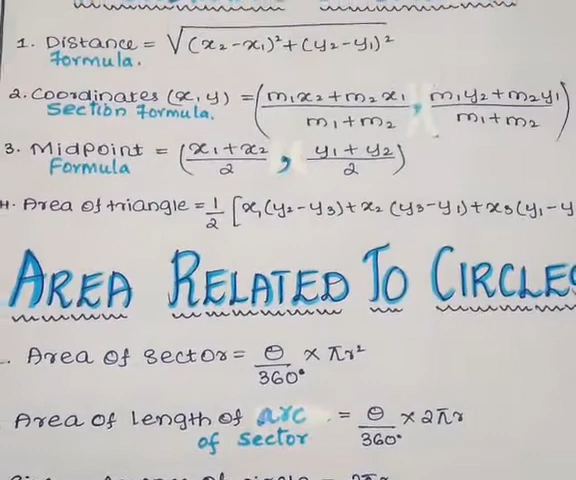 1. Distance = √(x₂-x₁)²+(y₂-y₁)²
Formula.
2. Coordinates (x, y) = (m₁x₂+m₂x₁/m₁+m₂ , m₁y₂+m₂y₁/m₁+m₂)
Section Formula.
3. Midpoint = (x₁+x₂/2 , y₁+y₂/2)
Formula
Area of triangle = 1/2 [x₁(y₂-y₃)+x₂(y₃-y₁)+x₃(y₁-y
AREA RELATED TO CIRCLES
Area of sector = θ/360° × πr²
Area of length of arc = θ/360° × 2πr
of sector